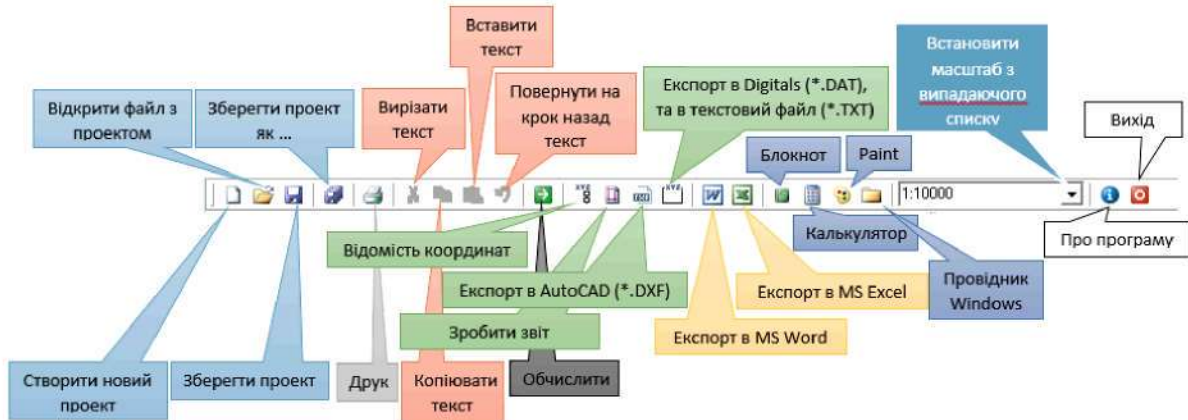 Вставити
текст
Встановити
масштаб з
випадаючого
списку
Відкрити файл з
проектом
Зберегти проект
як ...
Вирізати
текст
Повернути на
крок назад
текст
Експорт в Digitals (*.DAT),
та в текстовий файл (*.TXT)
Блокнот
Paint
Вихід
XYZ
DXF
XYZ
W
1:10000
Відомість координат
Калькулятор
Про програму
Експорт в AutoCAD (*.DXF)
Експорт в MS Excel
Провідник
Windows
Зробити звіт
Експорт в MS Word
Створити новий
проект
Зберегти проект
Друк
Копіювати
текст
Обчислити